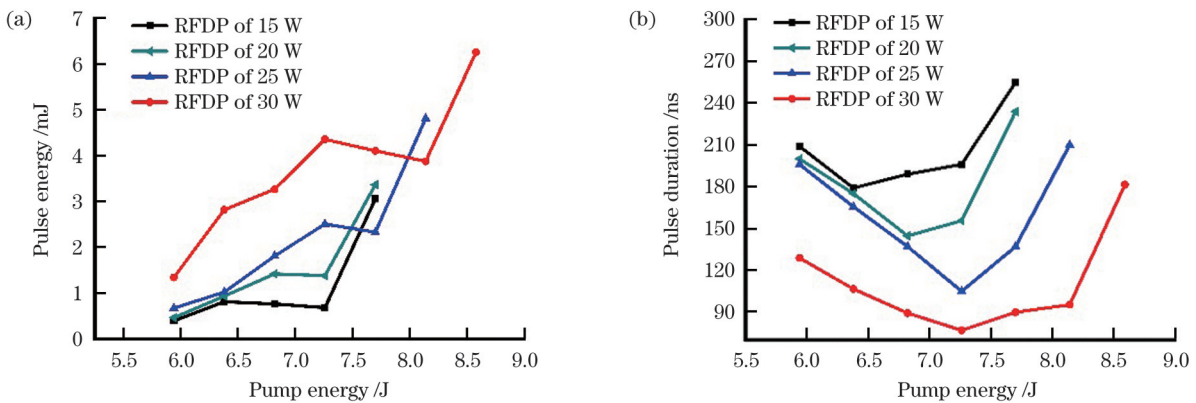 (a)
RFDP of 15 W
RFDP of 20 W
RFDP of 25 W
RFDP of 30 W
7
6
5
4
3
2
1
0
Pulse energy /mJ
5.5 6.0 6.5 7.0 7.5 8.0 8.5 9.0
Pump energy /J
(b)
RFDP of 15 W
RFDP of 20 W
RFDP of 25 W
RFDP of 30 W
300
270
240
210
180
150
120
90
Pulse duration /ns
5.5 6.0 6.5 7.0 7.5 8.0 8.5 9.0
Pump energy /J